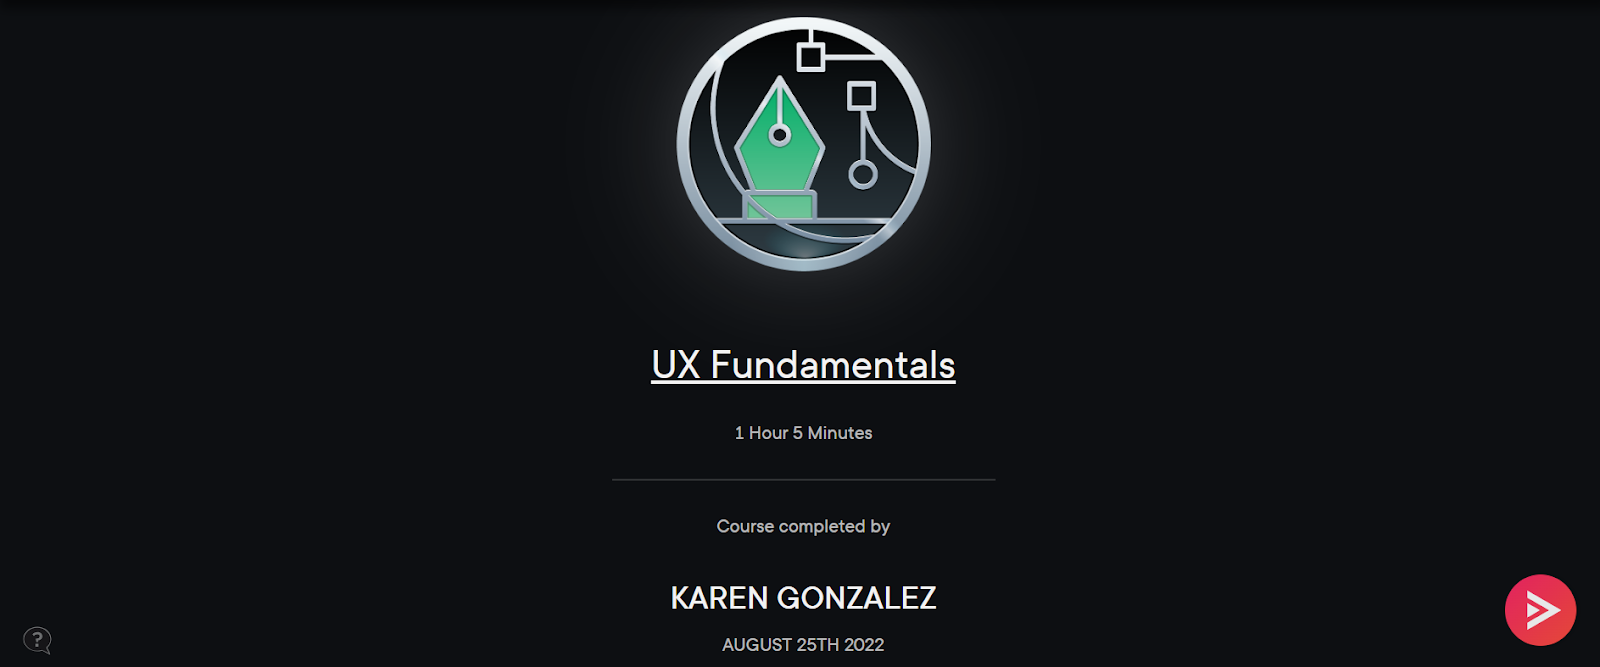 UX Fundamentals
1 Hour 5 Minutes
Course completed by
KAREN GONZALEZ
AUGUST 25TH 2022
?